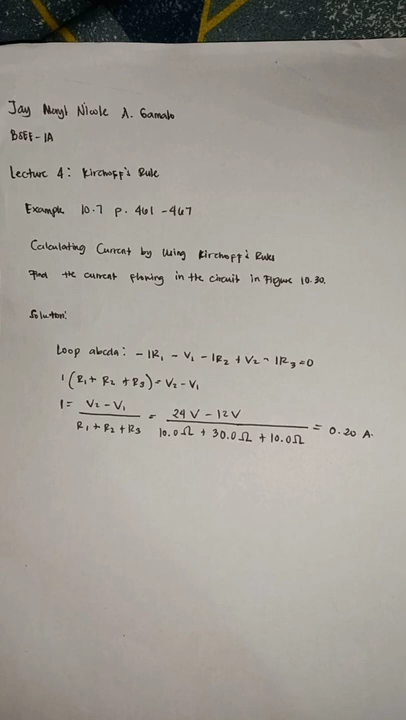 Jay Meryl Nicole A. Gamalo
BSEE-1A
Lecture 4: Kirchoff's Rule
Example 10.7 p. 461-467
Calculating Current by Using Kirchoff's Rules
Find the current flowing in the circuit in Figure 10.30.
Solution:
Loop abcda: -IR₁ - V₁ - IR₂ + V₂ - IR₃ = 0
I(R₁ + R₂ + R₃) = V₂ - V₁
I = V₂ - V₁ / R₁ + R₂ + R₃ = 24 V - 12 V / 10.0 Ω + 30.0 Ω + 10.0 Ω = 0.20 A.